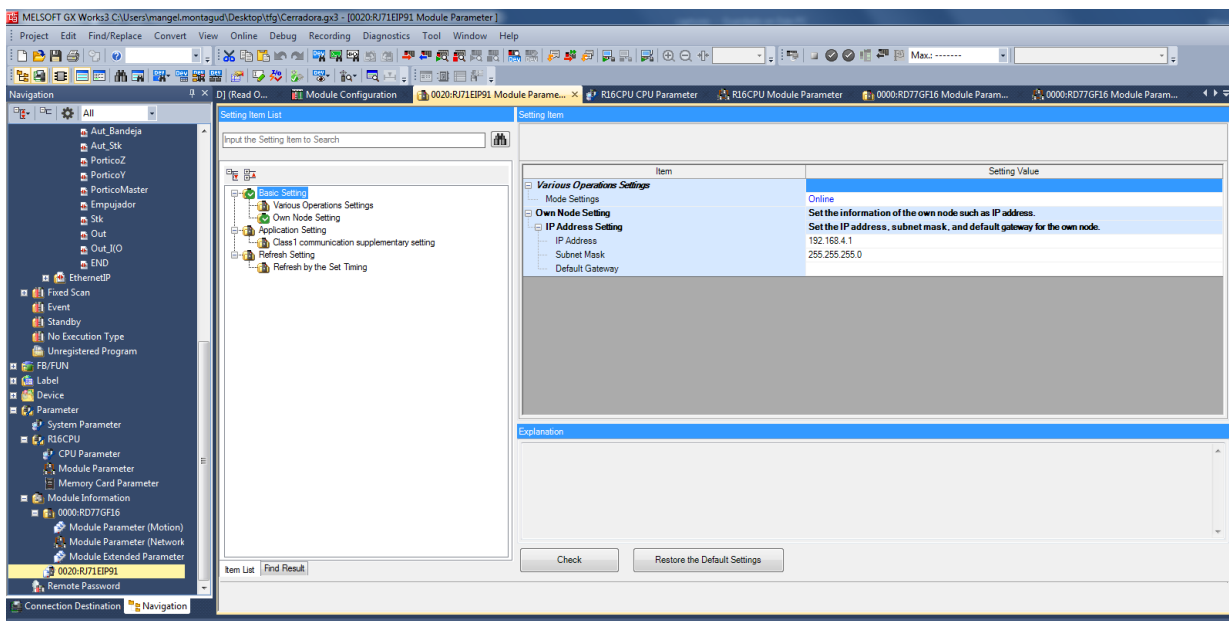 MELSOFT GX Works3 C:\Users\mangel.montagud\Desktop\tfg\Cerradora.gx3 - [0020:RJ71EIP91 Module Parameter ]
Project Edit Find/Replace Convert View Online Debug Recording Diagnostics Tool Window Help
Max.: -------
Navigation
D] (Read O... Module Configuration 0020:RJ71EIP91 Module Parame... R16CPU CPU Parameter R16CPU Module Parameter 0000:RD77GF16 Module Param... 0000:RD77GF16 Module Param...
All
Aut_Bandeja
Aut_Stk
PorticoZ
PorticoY
PorticoMaster
Empujador
Stk
Out
Out_I(O
END
EthernetIP
Fixed Scan
Event
Standby
No Execution Type
Unregistered Program
FB/FUN
Label
Device
Parameter
System Parameter
R16CPU
CPU Parameter
Module Parameter
Memory Card Parameter
Module Information
0000:RD77GF16
Module Parameter (Motion)
Module Parameter (Network
Module Extended Parameter
0020:RJ71EIP91
Remote Password
Connection Destination Navigation
Setting Item List
Input the Setting Item to Search
Basic Setting
Various Operations Settings
Own Node Setting
Application Setting
Class1 communication supplementary setting
Refresh Setting
Refresh by the Set Timing
Item List Find Result
Setting Item
Item Setting Value
Various Operations Settings
Mode Settings Online
Own Node Setting Set the information of the own node such as IP address.
IP Address Setting Set the IP address, subnet mask, and default gateway for the own node.
IP Address 192.168.4.1
Subnet Mask 255.255.255.0
Default Gateway
Explanation
Check Restore the Default Settings